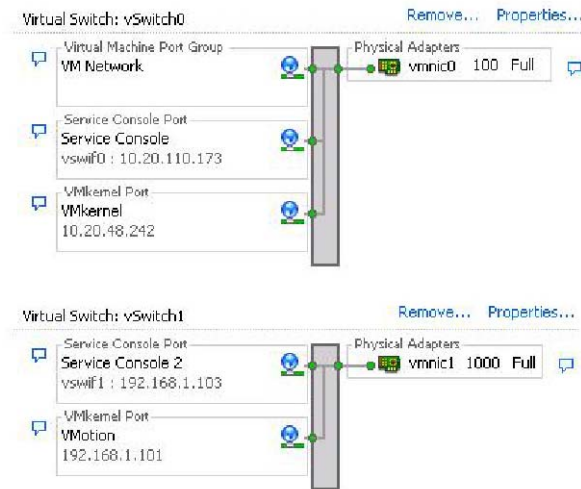 Virtual Switch: vSwitch0
Remove... Properties...
Virtual Machine Port Group
VM Network
Physical Adapters
vmnic0 100 Full
Service Console Port
Service Console
vswif0 : 10.20.110.173
VMkernel Port
VMkernel
10.20.48.242
Virtual Switch: vSwitch1
Remove... Properties...
Service Console Port
Service Console 2
vswif1 : 192.168.1.103
Physical Adapters
vmnic1 1000 Full
VMkernel Port
VMotion
192.168.1.101